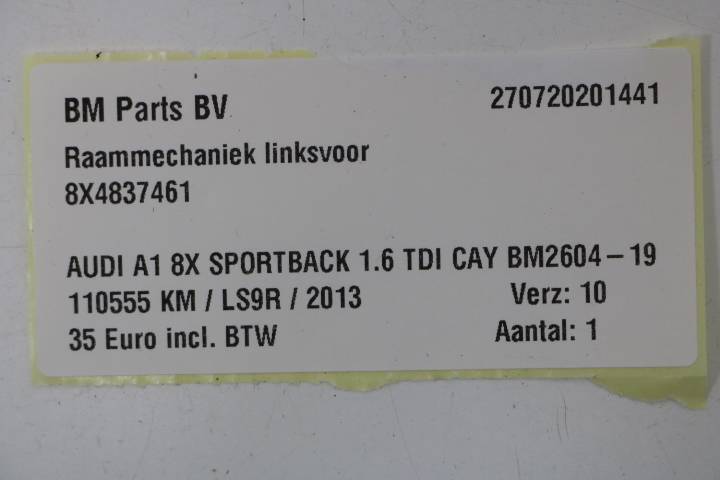 BM Parts BV 270720201441
Raammechaniek linksvoor
8X4837461
AUDI A1 8X SPORTBACK 1.6 TDI CAY BM2604-19
110555 KM / LS9R / 2013 Verz: 10
35 Euro incl. BTW Aantal: 1